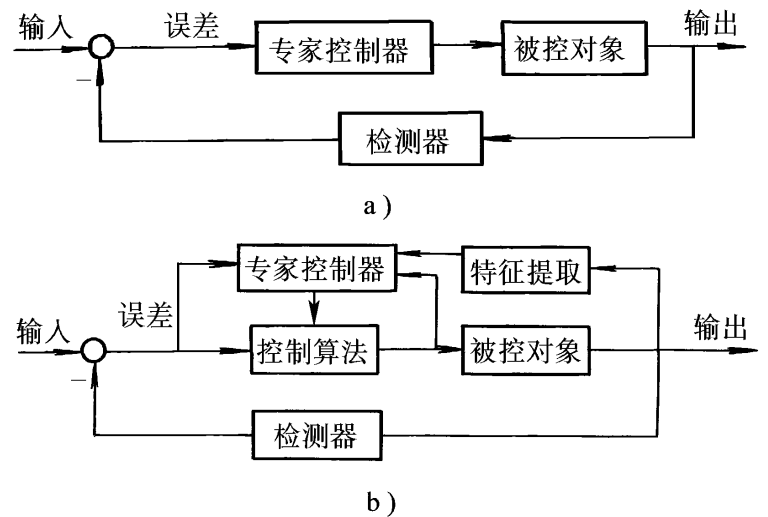 输入 误差 专家控制器 被控对象 输出
−
检测器
a)
专家控制器 特征提取
输入 误差 控制算法 被控对象 输出
−
检测器
b)